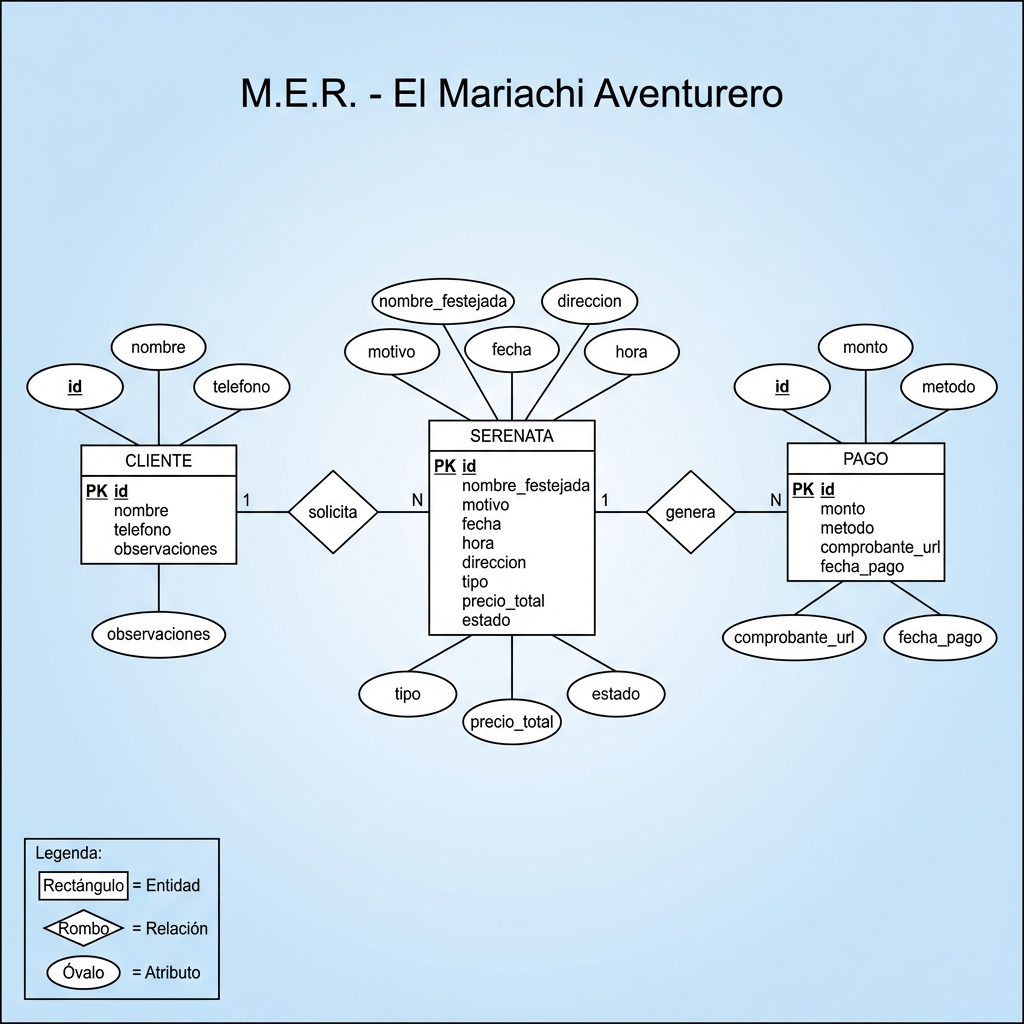 M.E.R. - El Mariachi Aventurero
nombre_festejada
direccion
motivo
fecha
hora
nombre
id
telefono
monto
id
metodo
CLIENTE
PK id
nombre
telefono
observaciones
1
solicita
N
SERENATA
PK id
nombre_festejada
motivo
fecha
hora
direccion
tipo
precio_total
estado
1
genera
N
PAGO
PK id
monto
metodo
comprobante_url
fecha_pago
observaciones
comprobante_url
fecha_pago
tipo
precio_total
estado
Legenda:
Rectángulo = Entidad
Rombo = Relación
Óvalo = Atributo